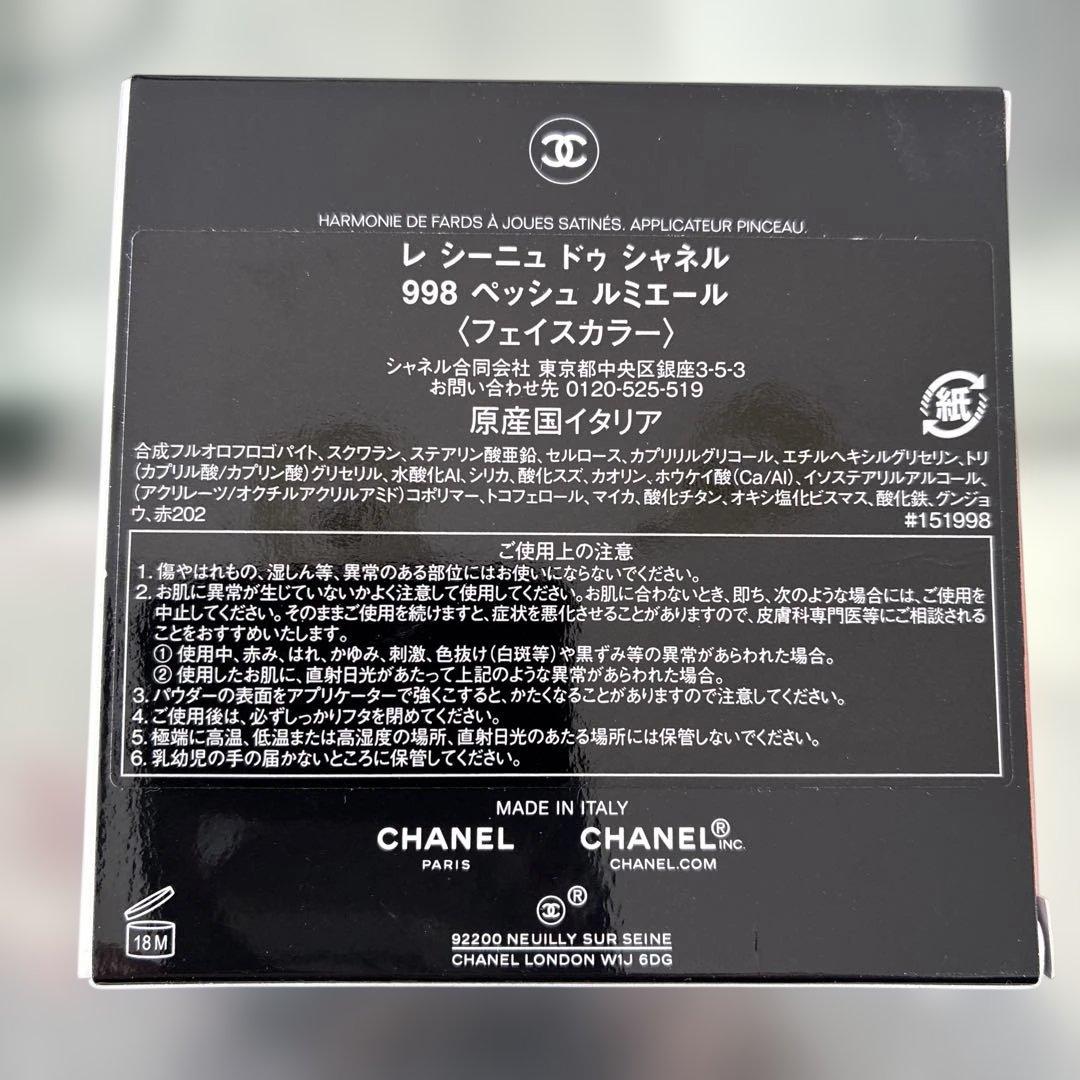 HARMONIE DE FARDS À JOUES SATINÉS. APPLICATEUR PINCEAU.
レ シーニュ ドゥ シャネル
998 ペッシュ ルミエール
〈フェイスカラー〉
シャネル合同会社 東京都中央区銀座3-5-3
お問い合わせ先 0120-525-519
原産国イタリア
紙
合成フルオロフロゴパイト、スクワラン、ステアリン酸亜鉛、セルロース、カプリリルグリコール、エチルヘキシルグリセリン、トリ
(カプリル酸/カプリン酸)グリセリル、水酸化Al、シリカ、酸化スズ、カオリン、ホウケイ酸(Ca/Al)、イソステアリルアルコール、
(アクリレーツ/オクチルアクリルアミド)コポリマー、トコフェロール、マイカ、酸化チタン、オキシ塩化ビスマス、酸化鉄、グンジョ
ウ、赤202
#151998
ご使用上の注意
1. 傷やはれもの、湿しん等、異常のある部位にはお使いにならないでください。
2. お肌に異常が生じていないかよく注意して使用してください。お肌に合わないとき、即ち、次のような場合には、ご使用を
中止してください。そのままご使用を続けますと、症状を悪化させることがありますので、皮膚科専門医等にご相談される
ことをおすすめいたします。
① 使用中、赤み、はれ、かゆみ、刺激、色抜け(白斑等)や黒ずみ等の異常があらわれた場合。
② 使用したお肌に、直射日光があたって上記のような異常があらわれた場合。
3. パウダーの表面をアプリケーターで強くこすると、かたくなることがありますので注意してください。
4. ご使用後は、必ずしっかりフタを閉めてください。
5. 極端に高温、低温または高湿度の場所、直射日光のあたる場所には保管しないでください。
6. 乳幼児の手の届かないところに保管してください。
MADE IN ITALY
CHANEL CHANEL® INC.
PARIS CHANEL.COM
®
18M
92200 NEUILLY SUR SEINE
CHANEL LONDON W1J 6DG